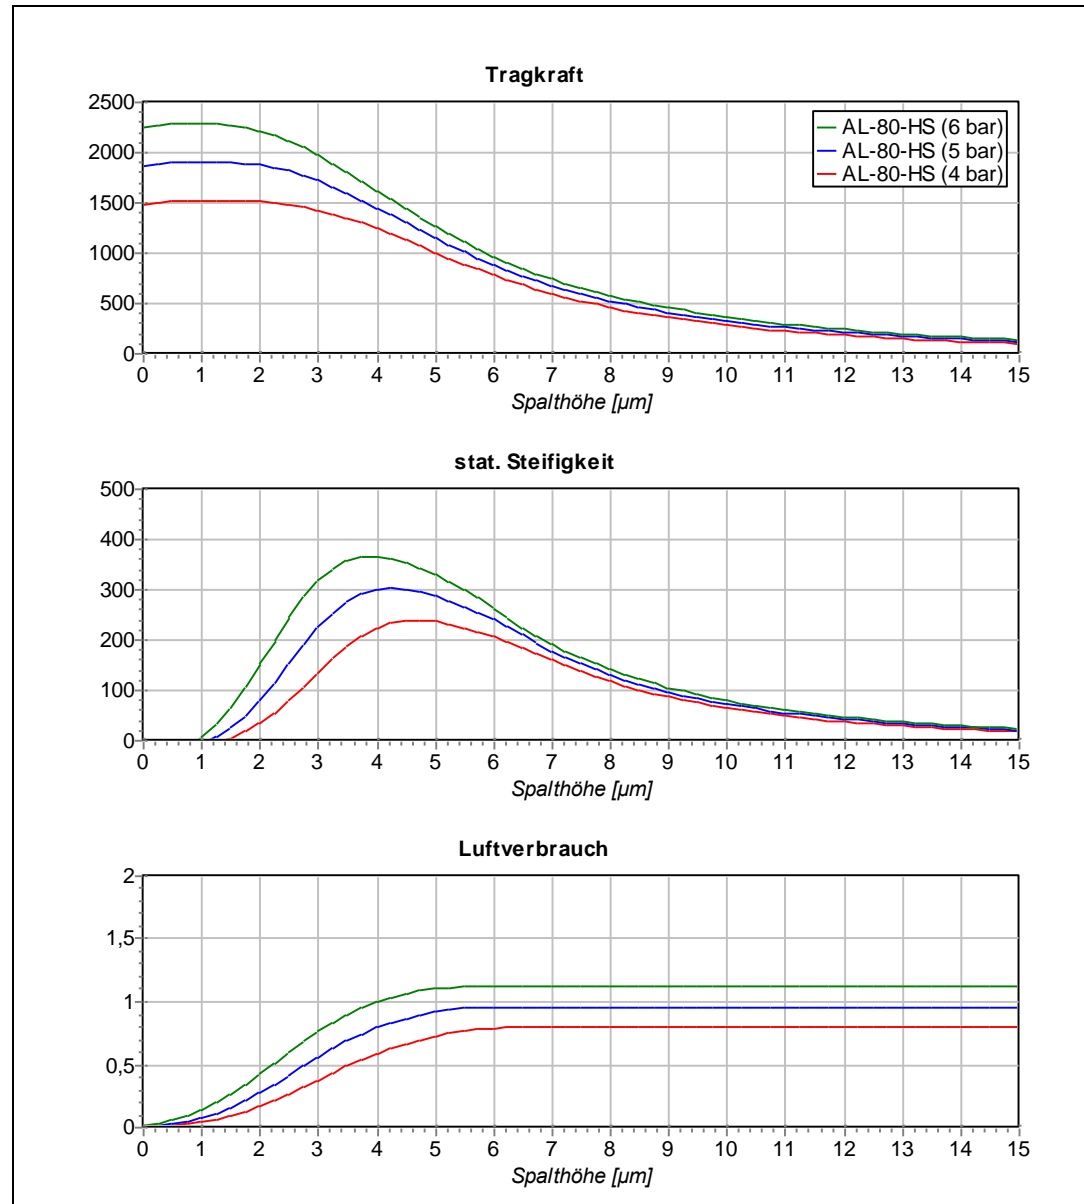 Tragkraft
2500
2000
1500
1000
500
0
AL-80-HS (6 bar)
AL-80-HS (5 bar)
AL-80-HS (4 bar)
0 1 2 3 4 5 6 7 8 9 10 11 12 13 14 15
Spalthöhe [µm]
stat. Steifigkeit
500
400
300
200
100
0
0 1 2 3 4 5 6 7 8 9 10 11 12 13 14 15
Spalthöhe [µm]
Luftverbrauch
2
1,5
1
0,5
0
0 1 2 3 4 5 6 7 8 9 10 11 12 13 14 15
Spalthöhe [µm]